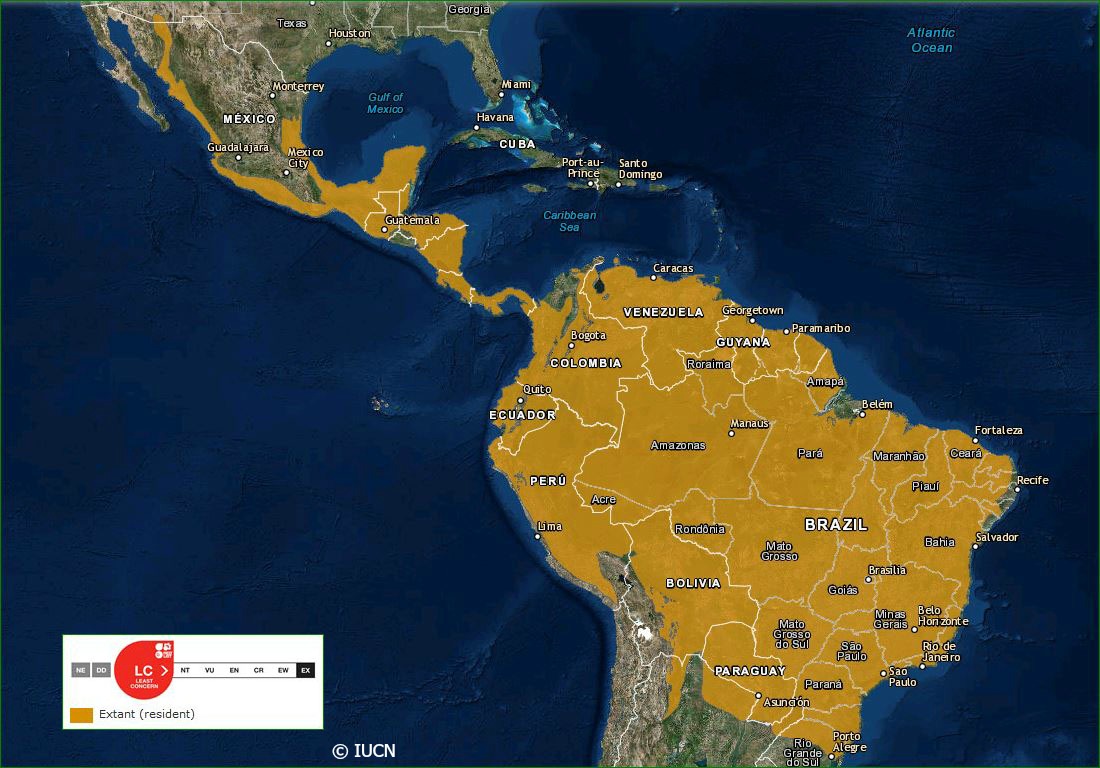 Georgia
Texas
Houston
Atlantic
Ocean
Monterrey
Miami
Gulf of
Mexico
MÉXICO
Havana
CUBA
Guadalajara
Mexico
City
Port-au-
Prince
Santo
Domingo
Guatemala
Caribbean
Sea
Caracas
VENEZUELA
Georgetown
Paramaribo
Bogota
GUYANA
COLOMBIA
Roraima
Quito
Amapá
ECUADOR
Belém
Manaus
Fortaleza
Amazonas
Pará
Maranhão
Ceará
PERÚ
Piauí
Recife
Acre
Lima
Rondônia
BRAZIL
Mato
Grosso
Bahia
Salvador
BOLIVIA
Brasilia
Goiás
Minas
Gerais
Belo
Horizonte
Mato
Grosso
do Sul
São
Paulo
Rio de
Janeiro
PARAGUAY
Sao
Paulo
Paraná
Asunción
Porto
Alegre
Rio
Grande
do Sul
NE DD LC NT VU EN CR EW EX
LEAST
CONCERN
Extant (resident)
© IUCN